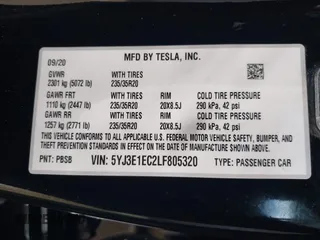 MFD BY TESLA, INC.
09/20
GVWR WITH TIRES
2301 kg (5072 lb) 235/35R20
GAWR FRT WITH TIRES RIM COLD TIRE PRESSURE
1110 kg (2447 lb) 235/35R20 20X8.5J 290 kPa, 42 psi
GAWR RR WITH TIRES RIM COLD TIRE PRESSURE
1257 kg (2771 lb) 235/35R20 20X8.5J 290 kPa, 42 psi
THIS VEHICLE CONFORMS TO ALL APPLICABLE U.S. FEDERAL MOTOR VEHICLE SAFETY, BUMPER, AND
THEFT PREVENTION STANDARDS IN EFFECT ON THE DATE OF MANUFACTURE SHOWN ABOVE.
PNT: PBSB VIN: 5YJ3E1EC2LF805320 TYPE: PASSENGER CAR